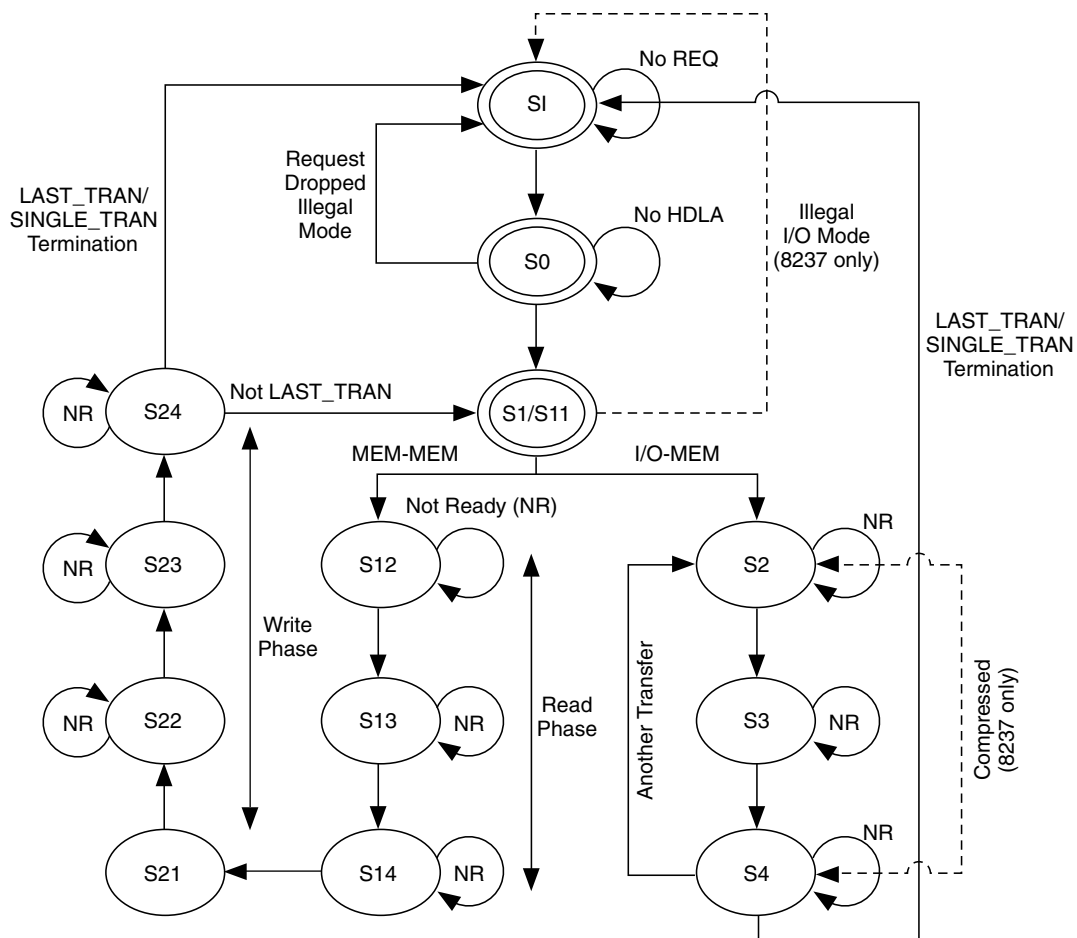 No REQ
SI
Request
Dropped
Illegal
Mode
LAST_TRAN/
SINGLE_TRAN
Termination
No HDLA
Illegal
I/O Mode
(8237 only)
S0
LAST_TRAN/
SINGLE_TRAN
Termination
NR
S24
Not LAST_TRAN
S1/S11
MEM-MEM
I/O-MEM
Not Ready (NR)
NR
NR
S23
S12
S2
Write
Phase
NR
S22
S13
NR
Read
Phase
Another Transfer
S3
NR
Compressed
(8237 only)
NR
S21
S14
NR
S4